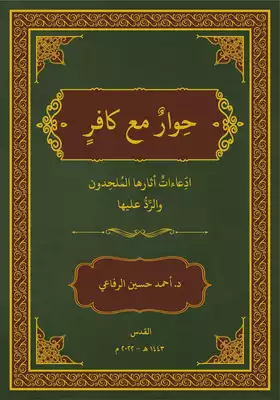 حِوارٌ مع كافرٍ
ادّعاءاتٌ أثارها المُلحِدون
والرَّدُّ عليها
د. أحمد حسين الرفاعي
القدس
١٤٤٣ هـ - ٢٠٢٢ م